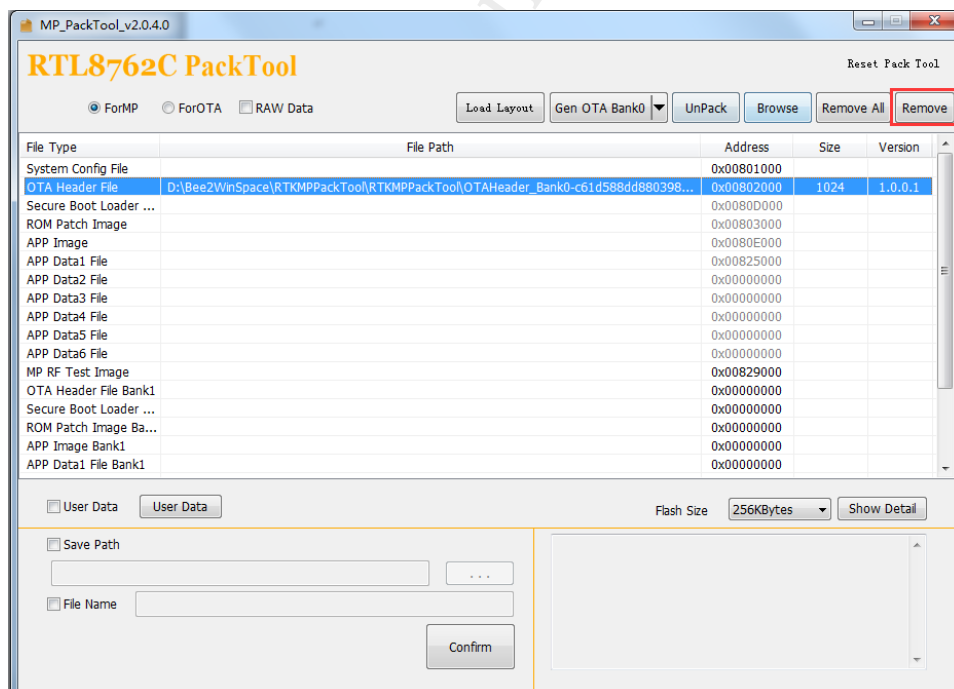 MP_PackTool_v2.0.4.0
RTL8762C PackTool
Reset Pack Tool
ForMP ForOTA RAW Data Load Layout Gen OTA Bank0 UnPack Browse Remove All Remove
File Type File Path Address Size Version
System Config File 0x00801000
OTA Header File D:\Bee2WinSpace\RTKMPPackTool\RTKMPPackTool\OTAHeader_Bank0-c61d588dd880398... 0x00802000 1024 1.0.0.1
Secure Boot Loader ... 0x0080D000
ROM Patch Image 0x00803000
APP Image 0x0080E000
APP Data1 File 0x00825000
APP Data2 File 0x00000000
APP Data3 File 0x00000000
APP Data4 File 0x00000000
APP Data5 File 0x00000000
APP Data6 File 0x00000000
MP RF Test Image 0x00829000
OTA Header File Bank1 0x00000000
Secure Boot Loader ... 0x00000000
ROM Patch Image Ba... 0x00000000
APP Image Bank1 0x00000000
APP Data1 File Bank1 0x00000000
User Data User Data Flash Size 256KBytes Show Detail
Save Path
...
File Name
Confirm